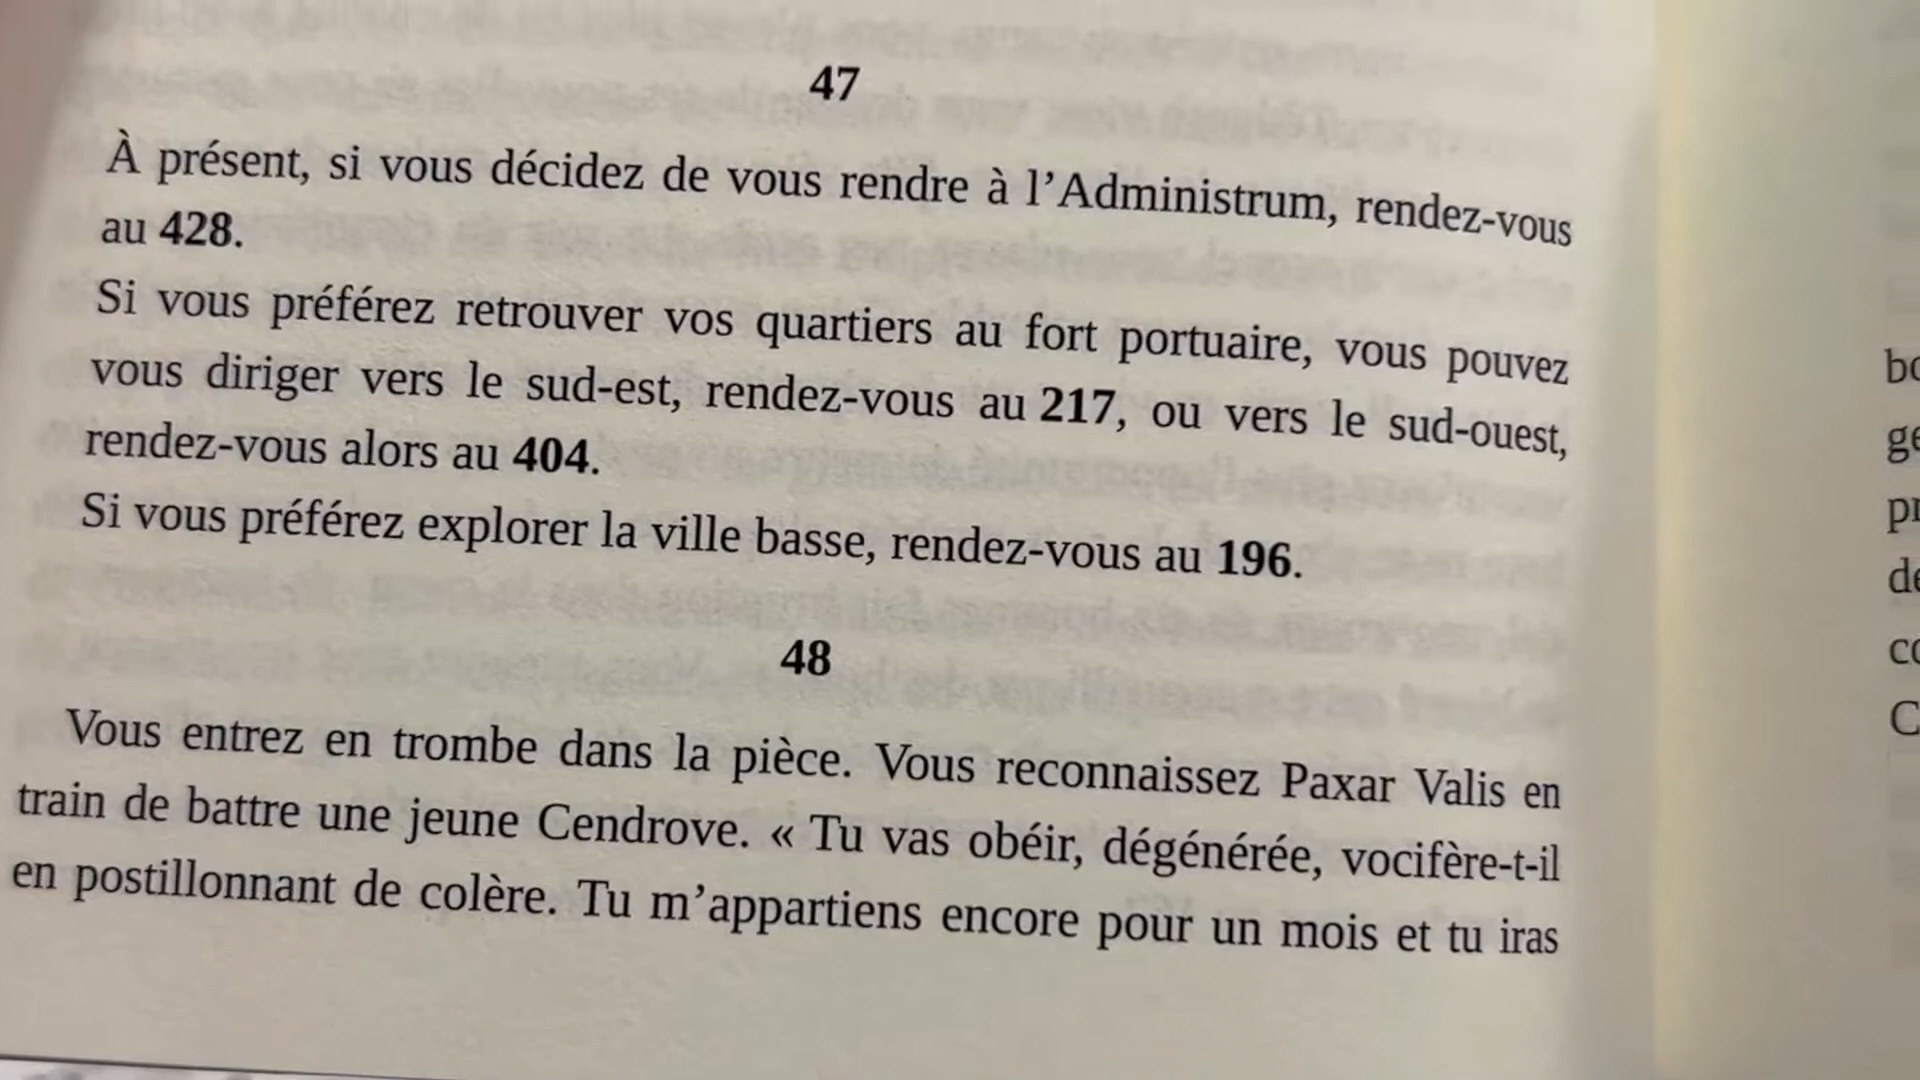 47
À présent, si vous décidez de vous rendre à l’Administrum, rendez-vous
au 428.
Si vous préférez retrouver vos quartiers au fort portuaire, vous pouvez
vous diriger vers le sud-est, rendez-vous au 217, ou vers le sud-ouest,
rendez-vous alors au 404.
Si vous préférez explorer la ville basse, rendez-vous au 196.
48
Vous entrez en trombe dans la pièce. Vous reconnaissez Paxar Valis en
train de battre une jeune Cendrove. « Tu vas obéir, dégénérée, vocifère-t-il
en postillonnant de colère. Tu m’appartiens encore pour un mois et tu iras